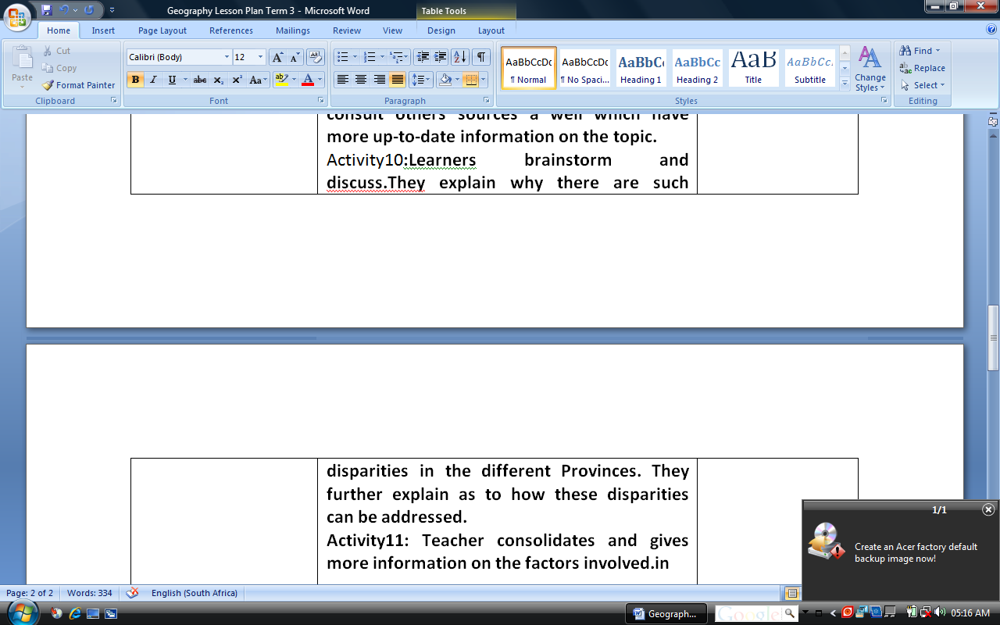 Geography Lesson Plan Term 3 - Microsoft Word
Table Tools
Home
Insert
Page Layout
References
Mailings
Review
View
Design
Layout
Paste
Cut
Copy
Format Painter
Clipboard
Calibri (Body)
12
Font
Paragraph
AaBbCcDc
¶ Normal
AaBbCcDc
¶ No Spaci...
AaBbC
Heading 1
AaBbCc
Heading 2
AaB
Title
AaBbCc.
Subtitle
Change
Styles
Styles
Find
Replace
Select
Editing
consult others sources a well which have
more up-to-date information on the topic.
Activity10:Learners brainstorm and
discuss.They explain why there are such
disparities in the different Provinces. They
further explain as to how these disparities
can be addressed.
Activity11: Teacher consolidates and gives
more information on the factors involved.in
1/1
Create an Acer factory default
backup image now!
Page: 2 of 2
Words: 334
English (South Africa)
Geograph...
Google
05:16 AM